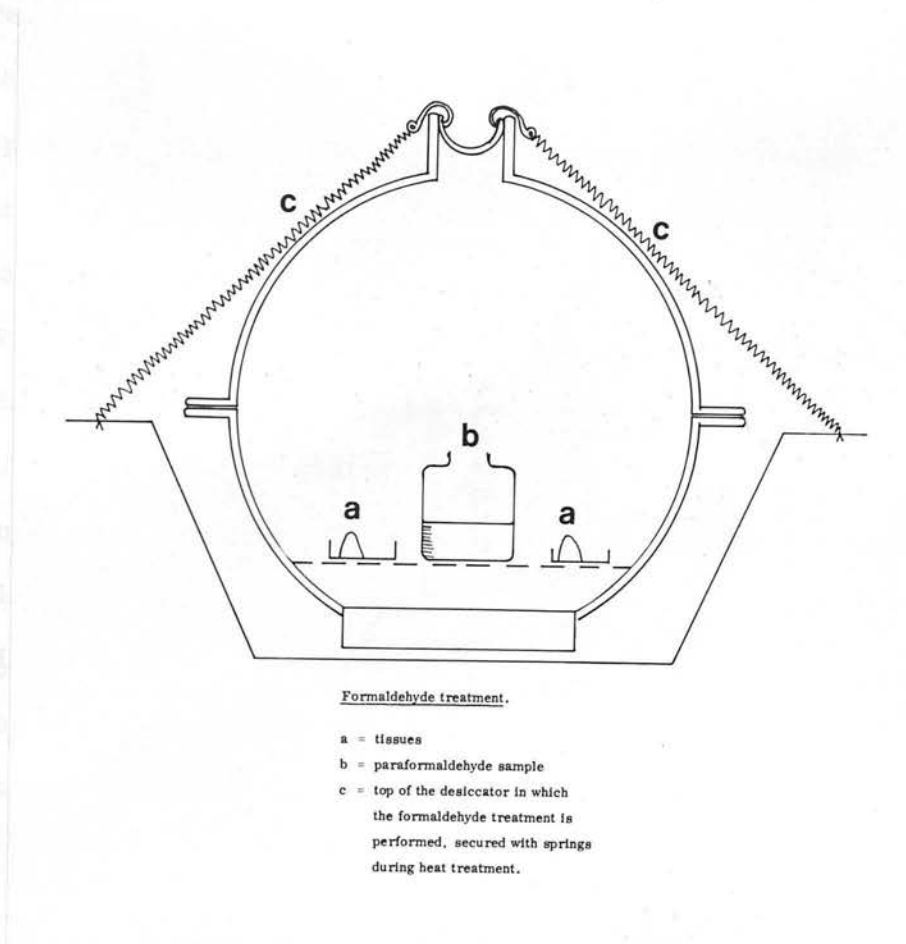 c
c
b
a
a
Formaldehyde treatment.
a = tissues
b = paraformaldehyde sample
c = top of the desiccator in which
the formaldehyde treatment is
performed, secured with springs
during heat treatment.